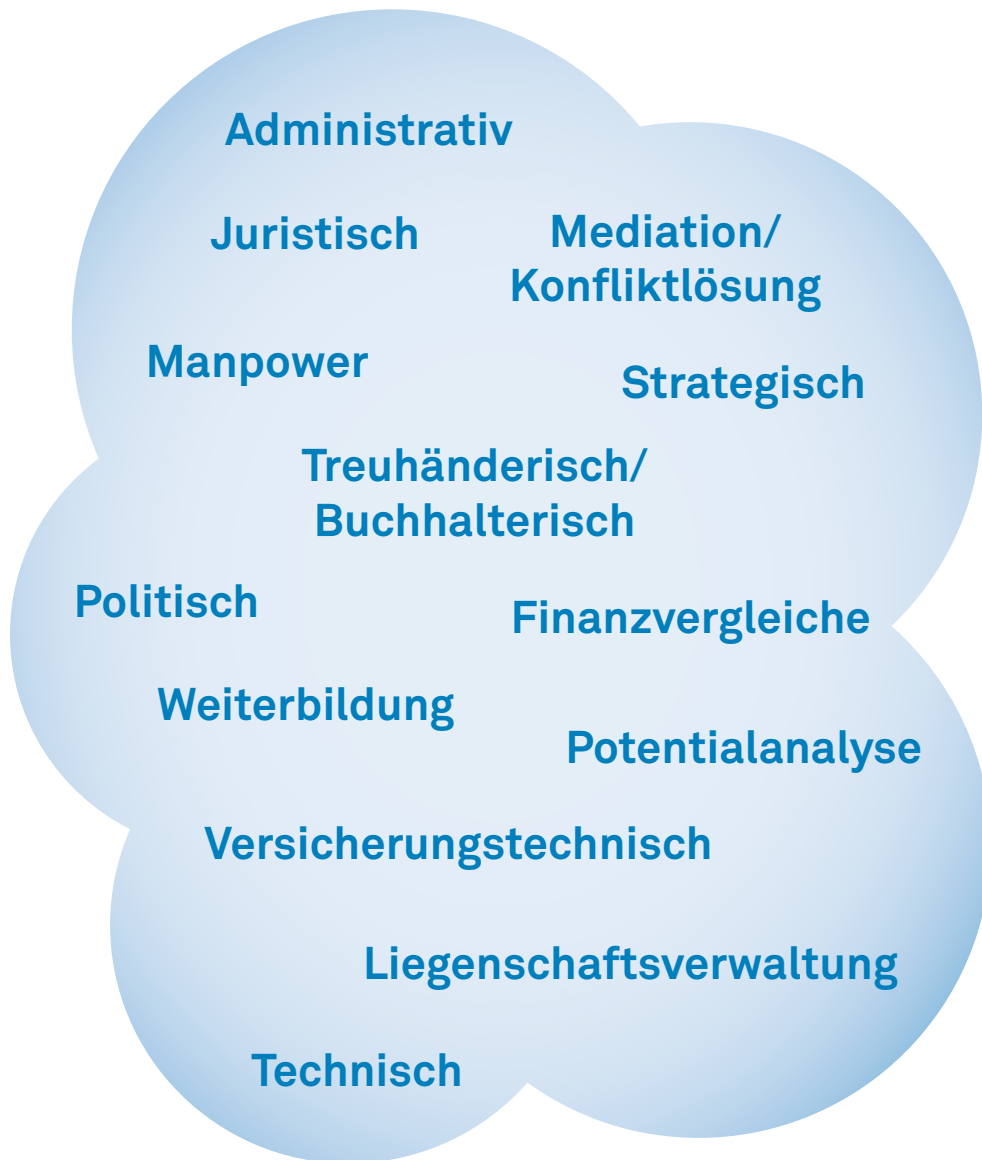 Administrativ
Juristisch
Mediation/
Konfliktlösung
Manpower
Strategisch
Treuhänderisch/
Buchhalterisch
Politisch
Finanzvergleiche
Weiterbildung
Potentialanalyse
Versicherungstechnisch
Liegenschaftsverwaltung
Technisch